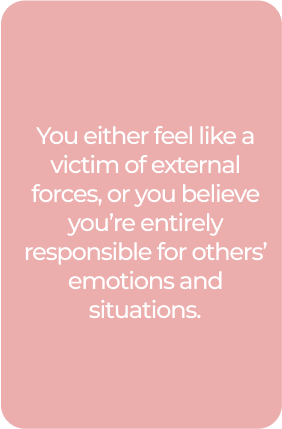 You either feel like a
victim of external
forces, or you believe
you’re entirely
responsible for others’
emotions and
situations.